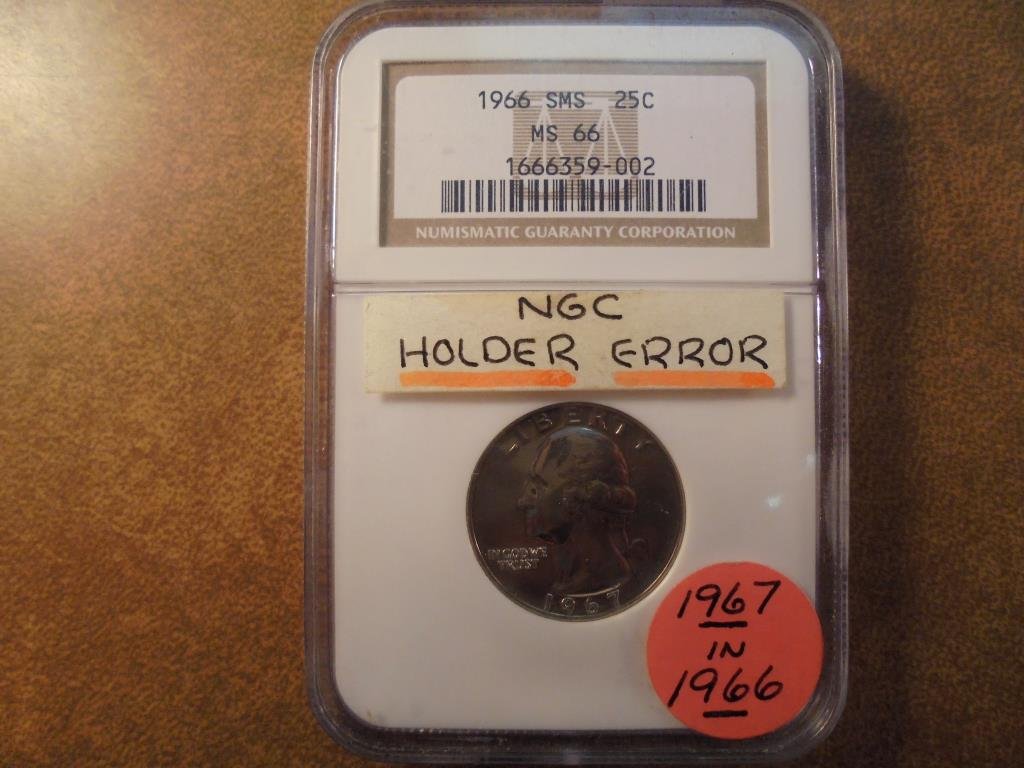 1966 SMS 25C
MS 66
1666359-002
NUMISMATIC GUARANTY CORPORATION
NGC
HOLDER ERROR
LIBERTY
IN GOD WE
TRUST
1967
1967
IN
1966